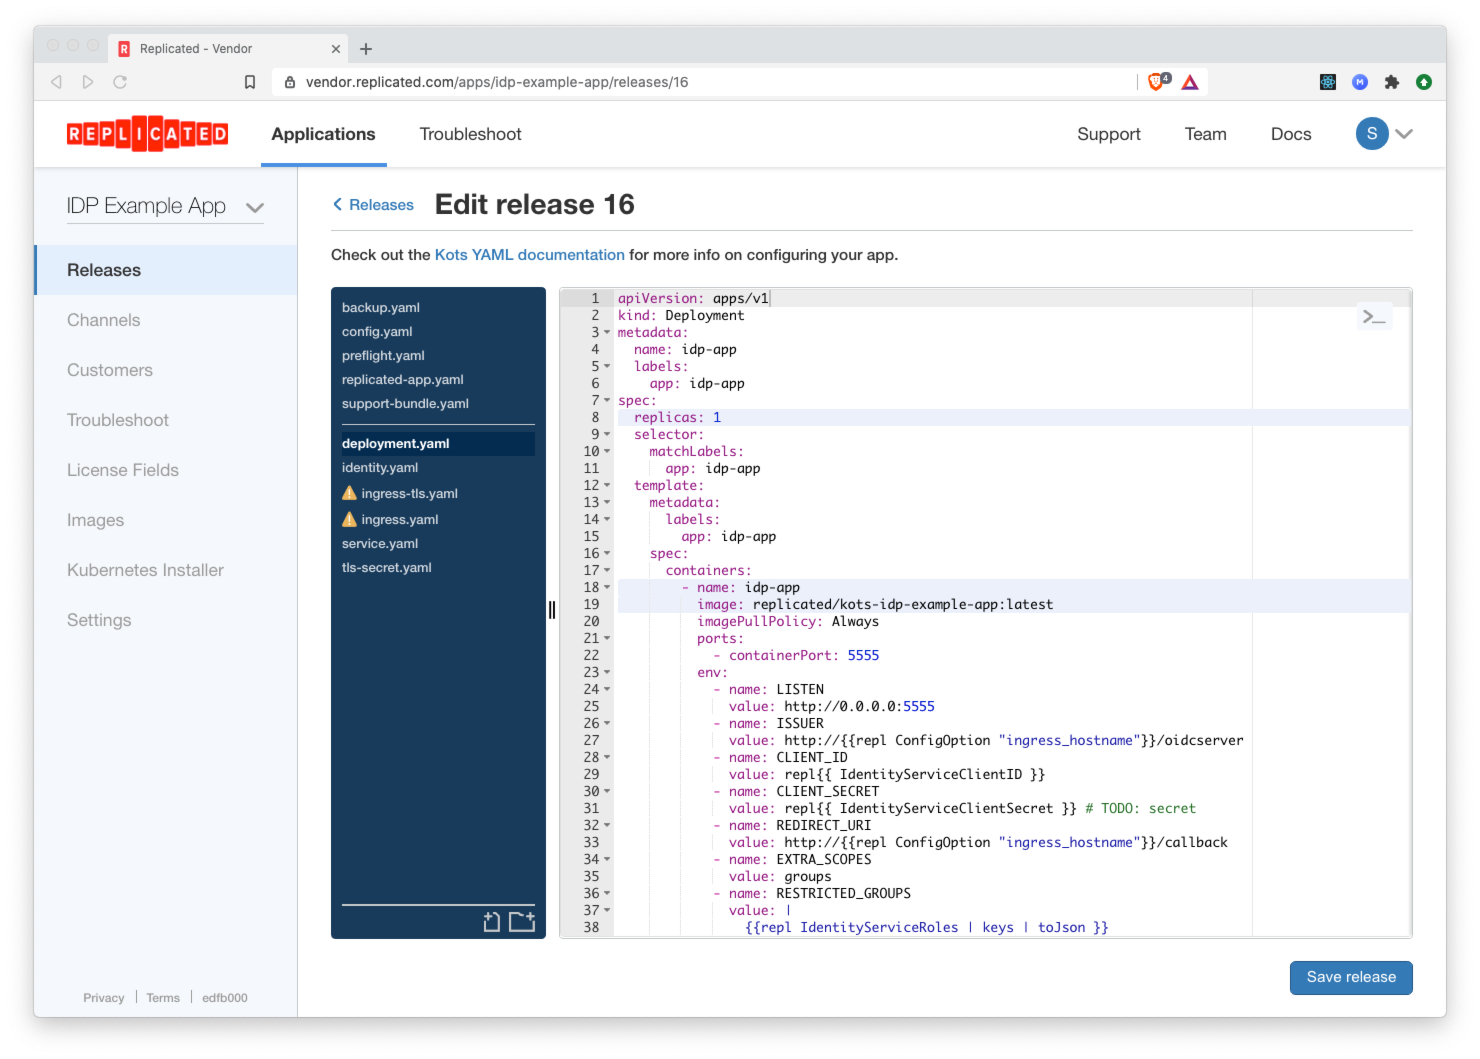 Replicated - Vendor
vendor.replicated.com/apps/idp-example-app/releases/16
4
M
REPLICATED
Applications
Troubleshoot
Support
Team
Docs
S
IDP Example App
Releases
Channels
Customers
Troubleshoot
License Fields
Images
Kubernetes Installer
Settings
Privacy
Terms
edfb000
Releases
Edit release 16
Check out the Kots YAML documentation for more info on configuring your app.
backup.yaml
config.yaml
preflight.yaml
replicated-app.yaml
support-bundle.yaml
deployment.yaml
identity.yaml
ingress-tls.yaml
ingress.yaml
service.yaml
tls-secret.yaml
1 apiVersion: apps/v1
2 kind: Deployment
3 metadata:
4   name: idp-app
5   labels:
6     app: idp-app
7 spec:
8   replicas: 1
9   selector:
10     matchLabels:
11       app: idp-app
12   template:
13     metadata:
14       labels:
15         app: idp-app
16     spec:
17       containers:
18         - name: idp-app
19           image: replicated/kots-idp-example-app:latest
20           imagePullPolicy: Always
21           ports:
22             - containerPort: 5555
23           env:
24             - name: LISTEN
25               value: http://0.0.0.0:5555
26             - name: ISSUER
27               value: http://{{repl ConfigOption "ingress_hostname"}}/oidcserver
28             - name: CLIENT_ID
29               value: repl{{ IdentityServiceClientID }}
30             - name: CLIENT_SECRET
31               value: repl{{ IdentityServiceClientSecret }} # TODO: secret
32             - name: REDIRECT_URI
33               value: http://{{repl ConfigOption "ingress_hostname"}}/callback
34             - name: EXTRA_SCOPES
35               value: groups
36             - name: RESTRICTED_GROUPS
37               value: |
38                 {{repl IdentityServiceRoles | keys | toJson }}
Save release